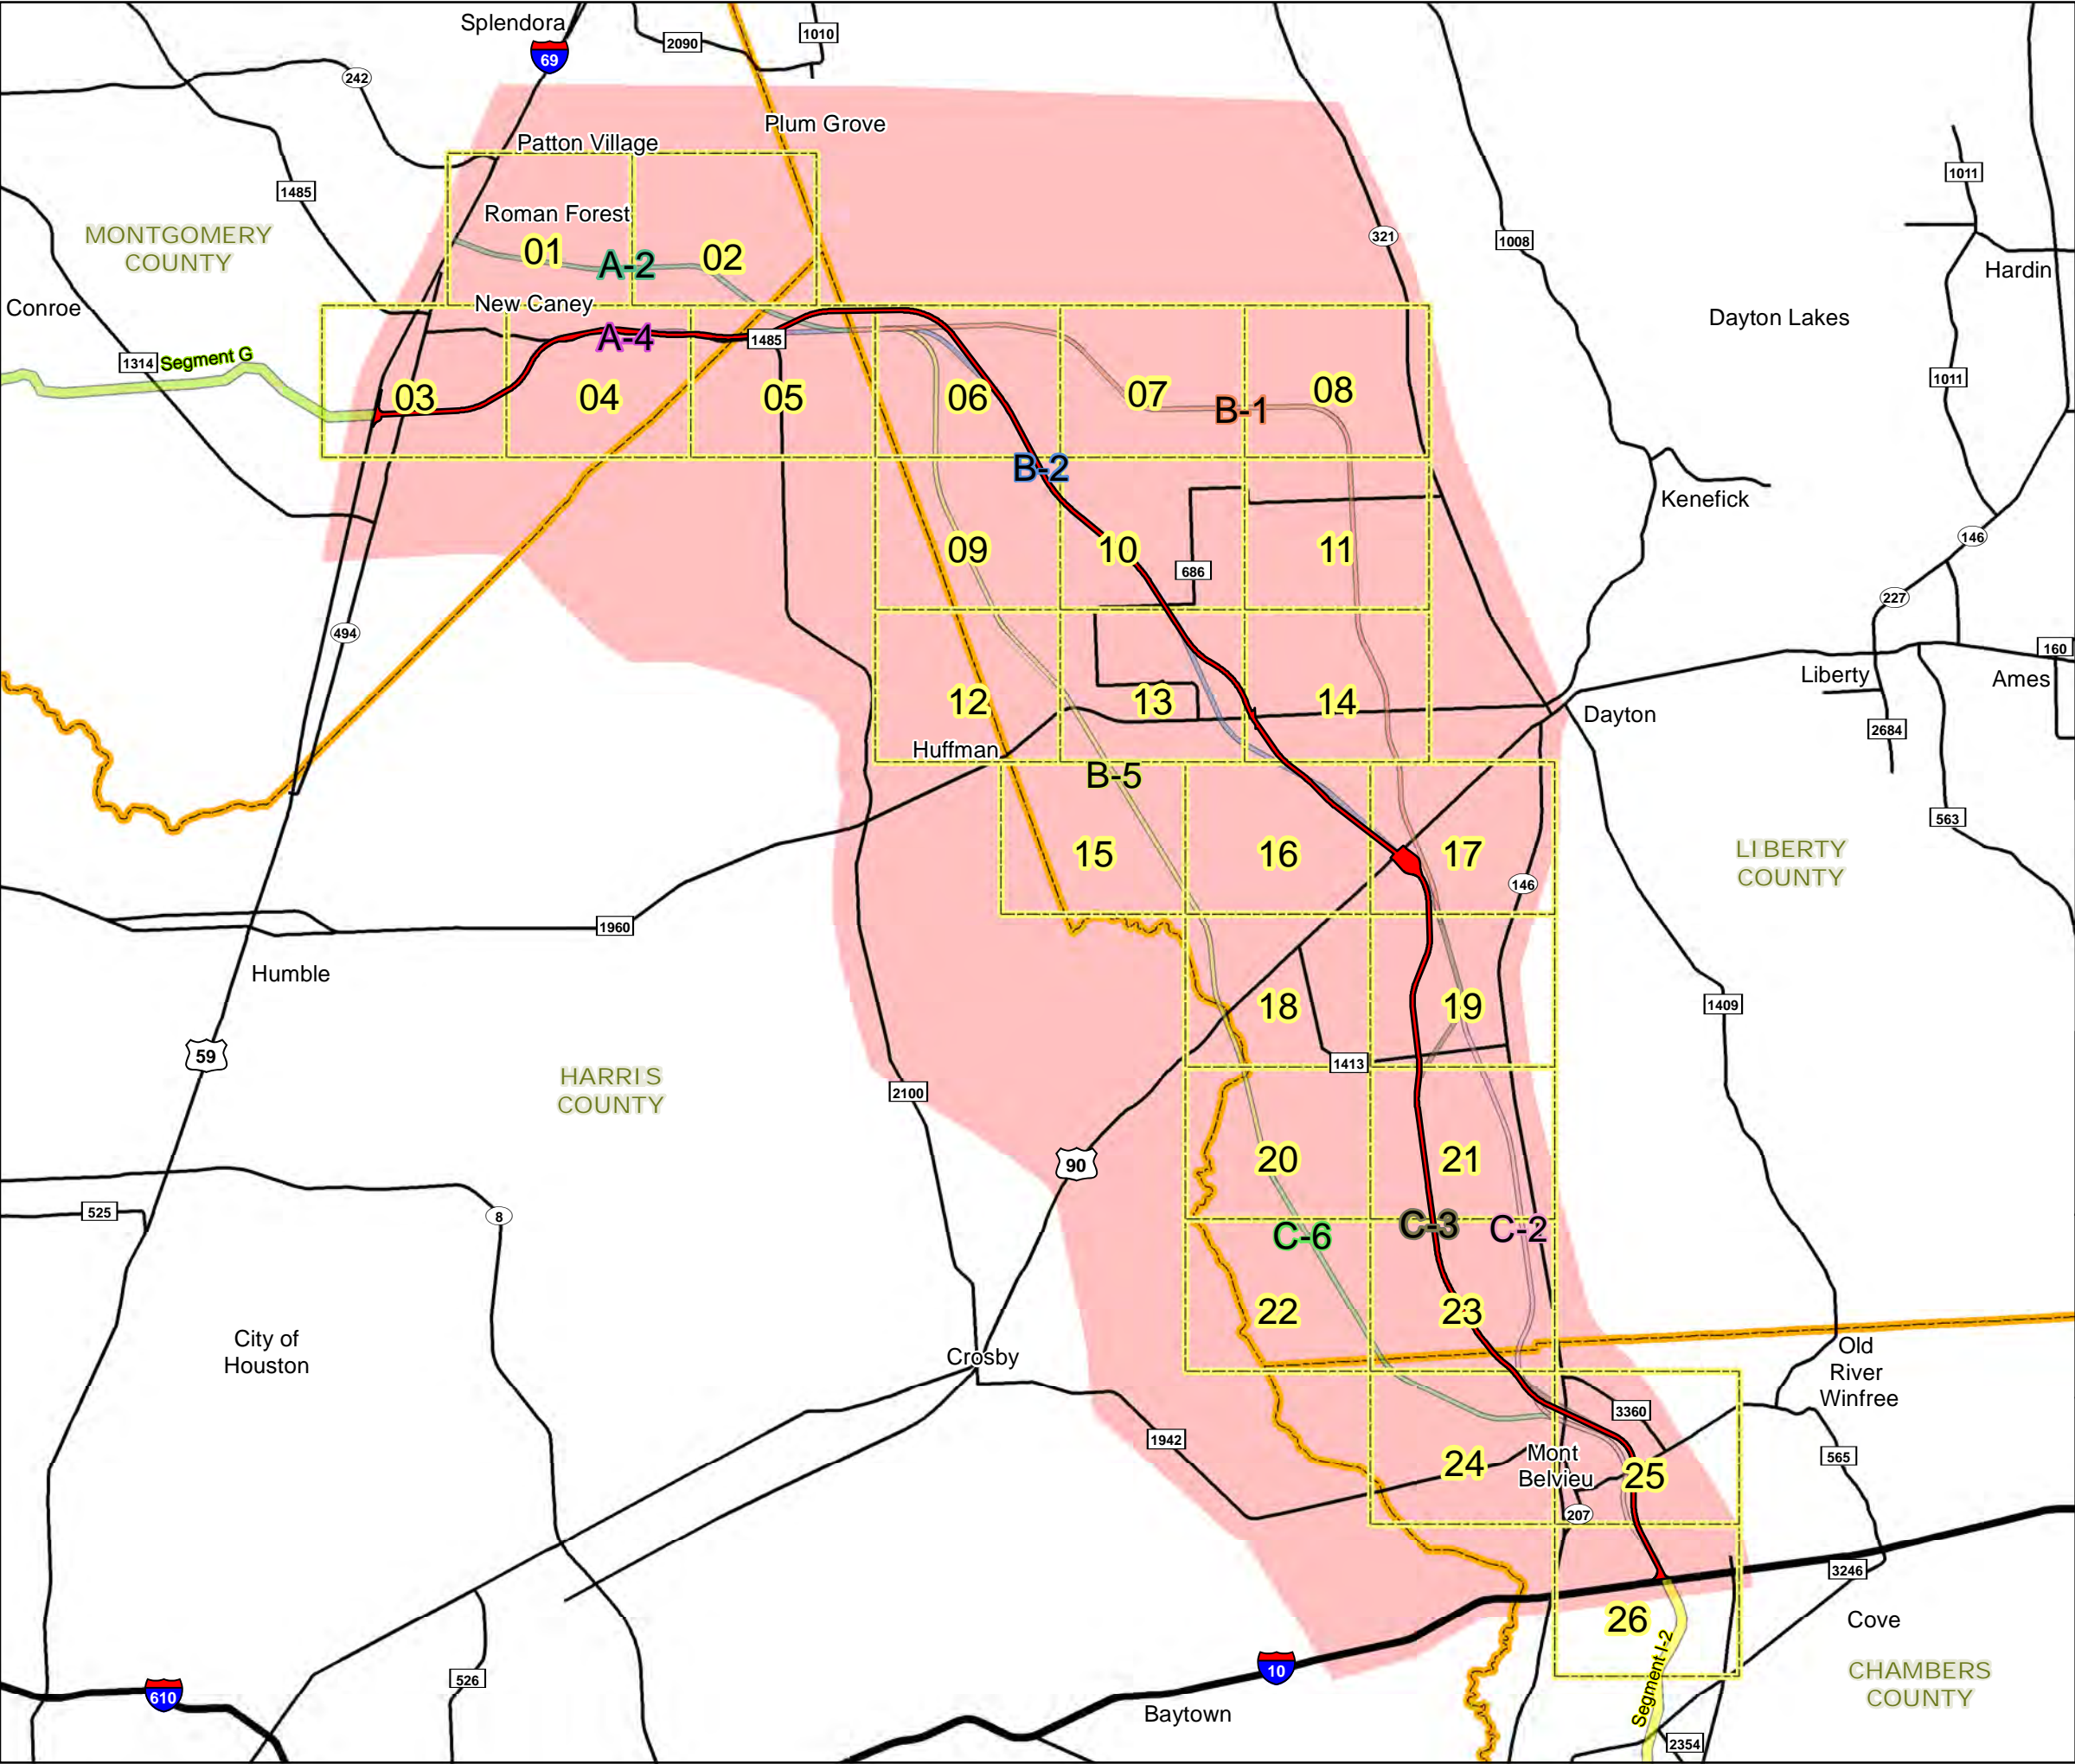 Splendora
69
2090
1010
242
Plum Grove
Patton Village
1011
1485
Roman Forest
MONTGOMERY
COUNTY
321
1008
01
A-2
02
Hardin
Conroe
New Caney
Dayton Lakes
1314
Segment G
A-4
1485
1011
03
04
05
06
07
B-1
08
B-2
Kenefick
146
09
10
11
686
227
494
160
Liberty
Ames
12
13
14
Dayton
2684
Huffman
B-5
563
15
16
17
LIBERTY
COUNTY
146
1960
Humble
18
19
1409
59
1413
HARRIS
COUNTY
2100
90
20
21
525
8
C-6
C-3
C-2
22
23
City of
Houston
Crosby
Old
River
Winfree
3360
1942
24
Mont
Belvieu
25
565
207
3246
26
Cove
Segment I-2
10
610
526
CHAMBERS
COUNTY
Baytown
2354